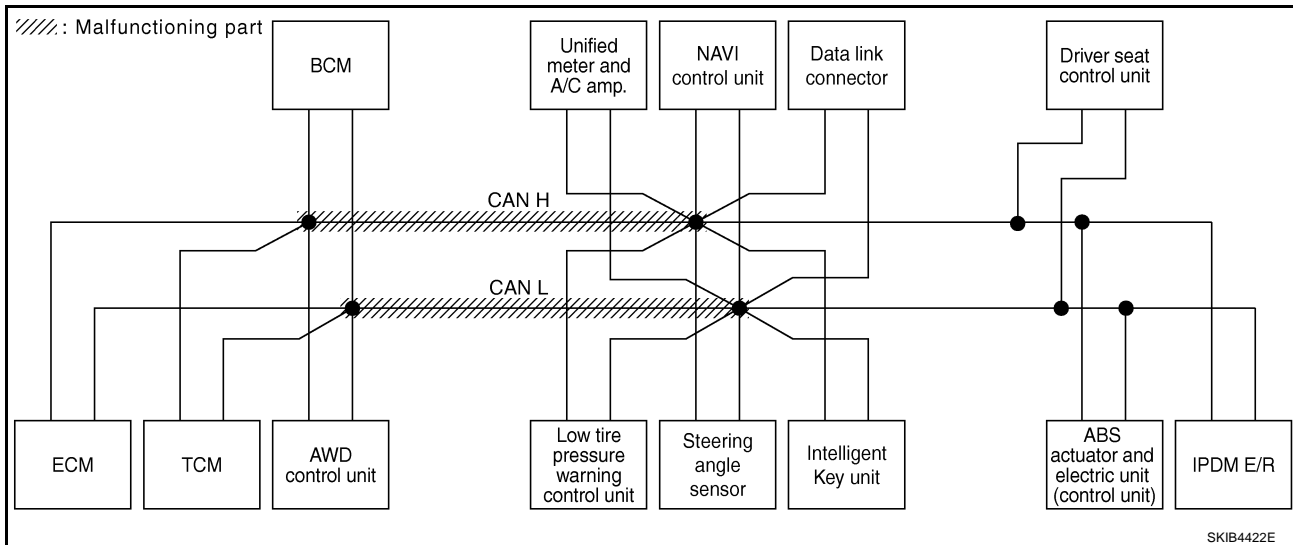 : Malfunctioning part
BCM
Unified
meter and
A/C amp.
NAVI
control unit
Data link
connector
Driver seat
control unit
CAN H
CAN L
ECM
TCM
AWD
control unit
Low tire
pressure
warning
control unit
Steering
angle
sensor
Intelligent
Key unit
ABS
actuator and
electric unit
(control unit)
IPDM E/R
SKIB4422E